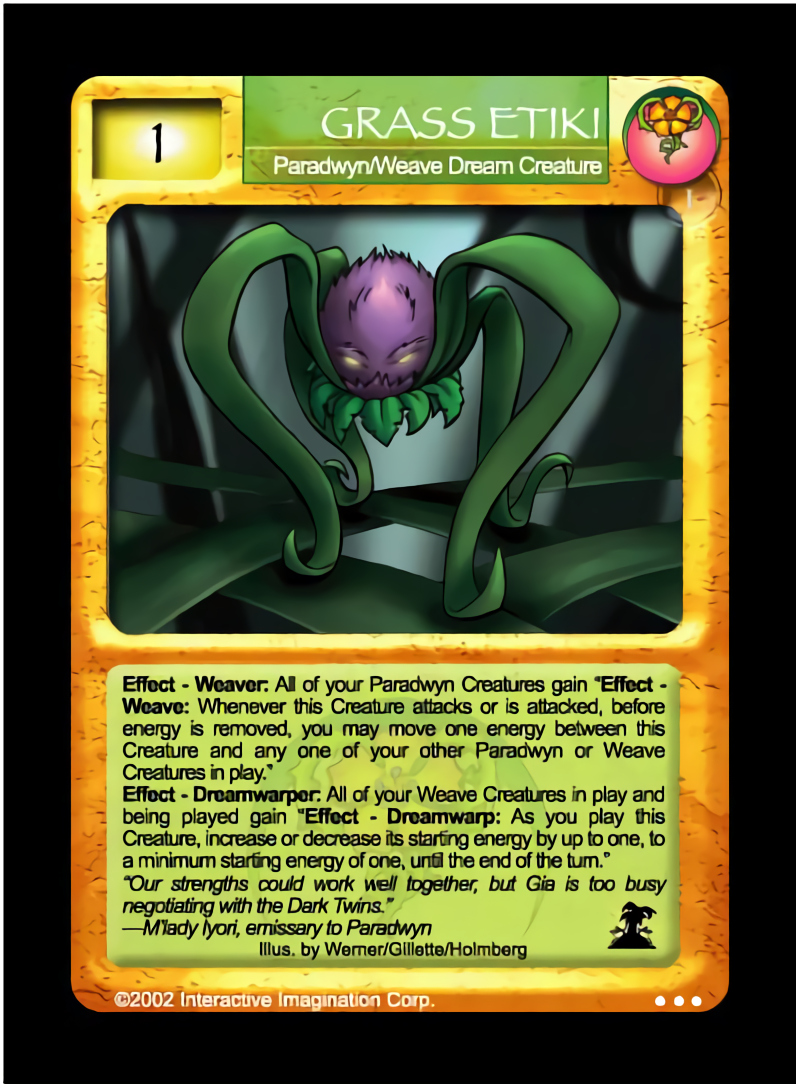 1
GRASS ETIKI
Paradwyn/Weave Dream Creature
1
Effect - Weaver: All of your Paradwyn Creatures gain "Effect -
Weave: Whenever this Creature attacks or is attacked, before
energy is removed, you may move one energy between this
Creature and any one of your other Paradwyn or Weave
Creatures in play."
Effect - Dreamwarper: All of your Weave Creatures in play and
being played gain "Effect - Dreamwarp: As you play this
Creature, increase or decrease its starting energy by up to one, to
a minimum starting energy of one, until the end of the turn."
"Our strengths could work well together, but Gia is too busy
negotiating with the Dark Twins."
—M'lady Iyori, emissary to Paradwyn
Illus. by Werner/Gillette/Holmberg
©2002 Interactive Imagination Corp.